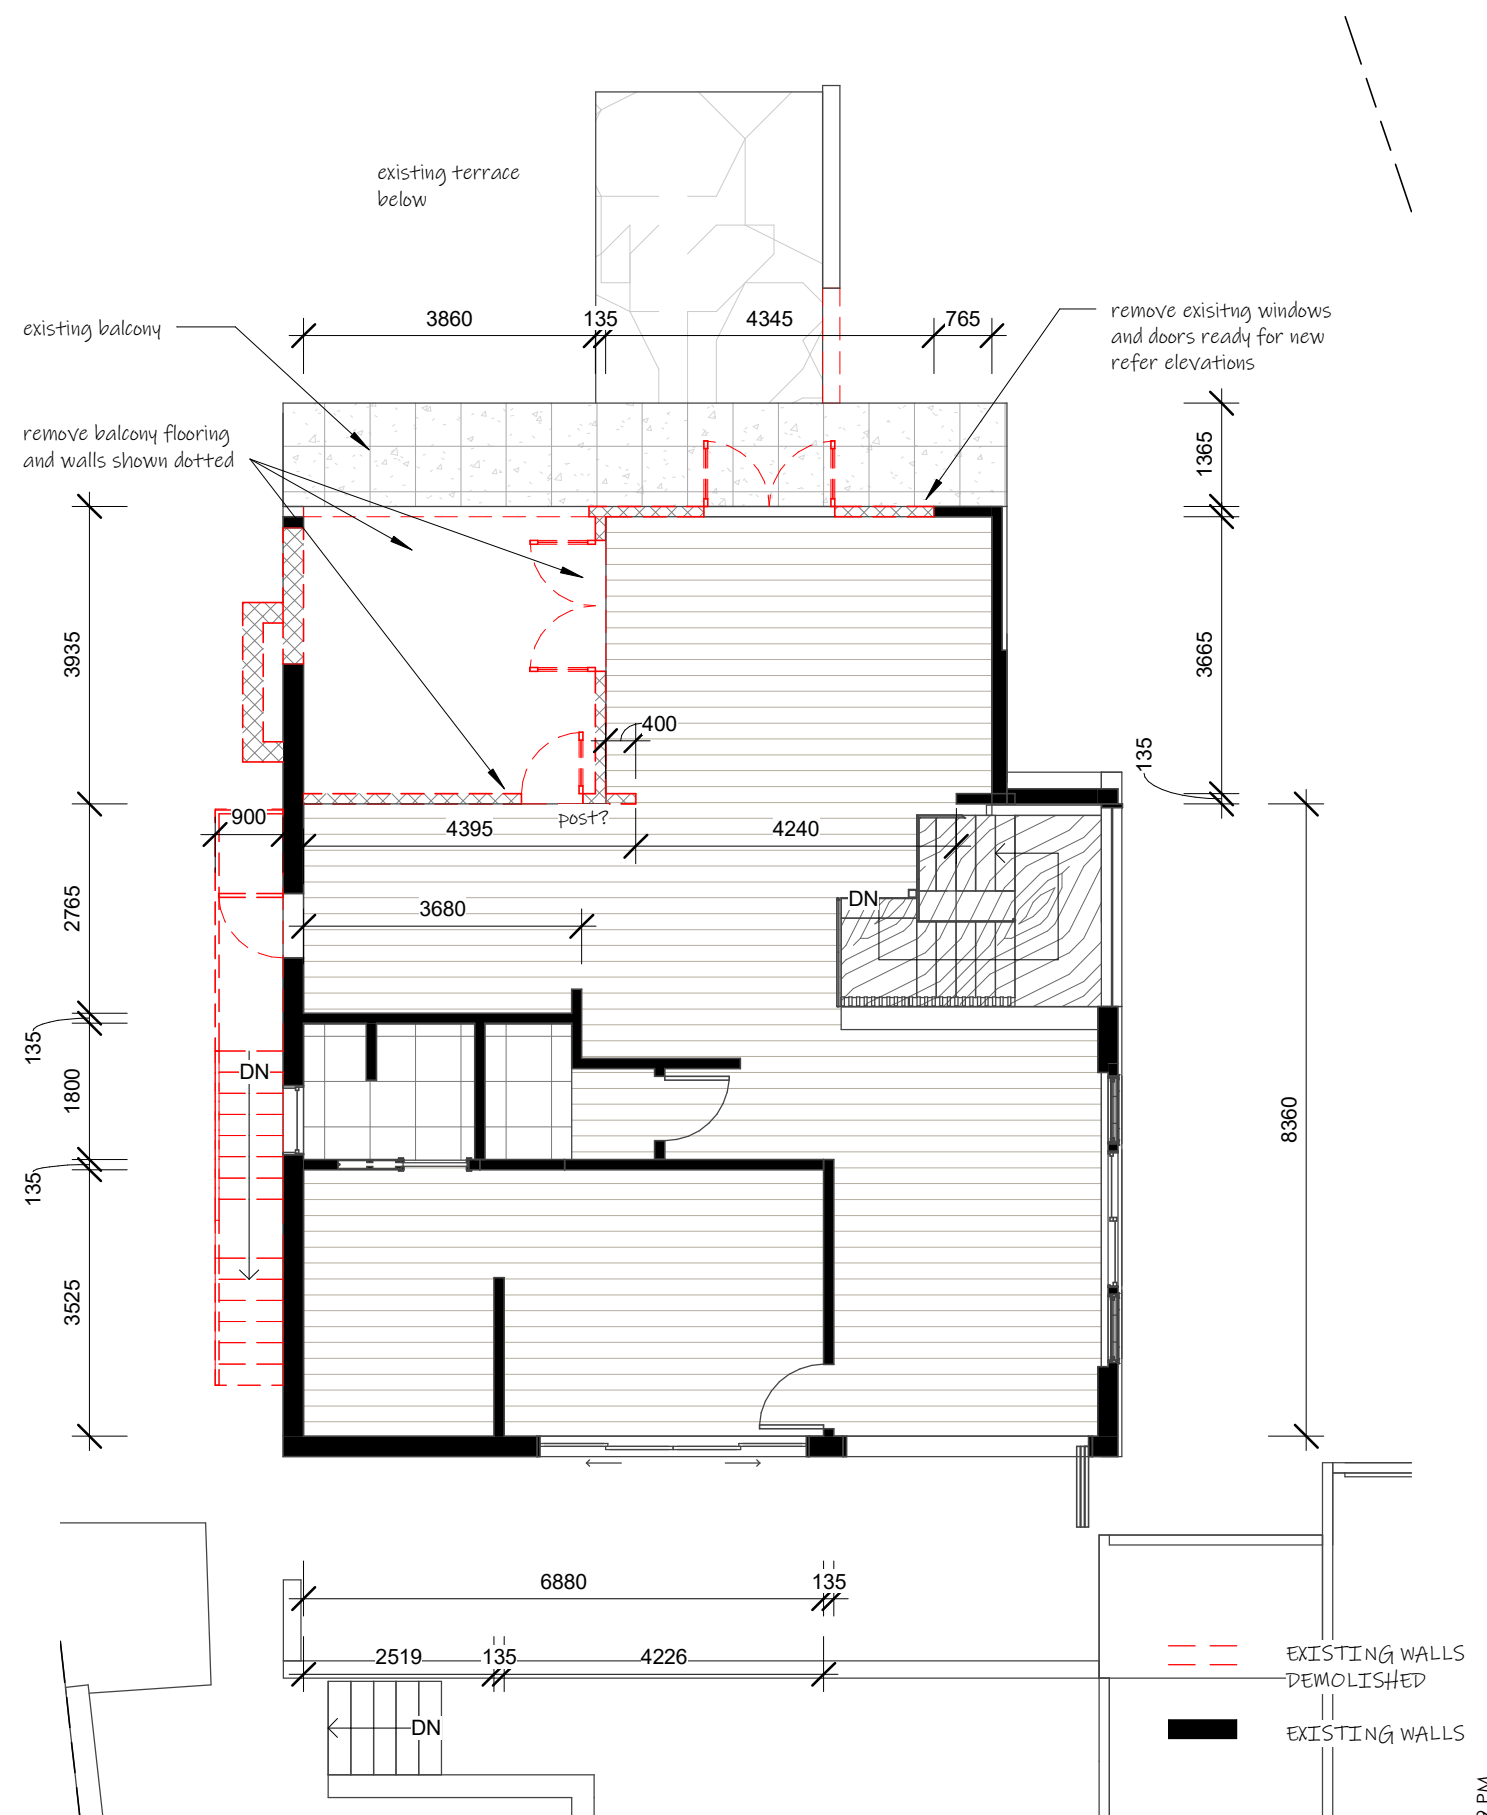 existing terrace
below
3860
135
4345
765
existing balcony
remove exisitng windows
and doors ready for new
refer elevations
remove balcony flooring
and walls shown dotted
1365
3935
3665
400
135
900
post?
4395
4240
DN
2765
3680
135
DN
1800
8360
135
3525
6880
135
2519
135
4226
EXISTING WALLS
DEMOLISHED
DN
EXISTING WALLS
PM